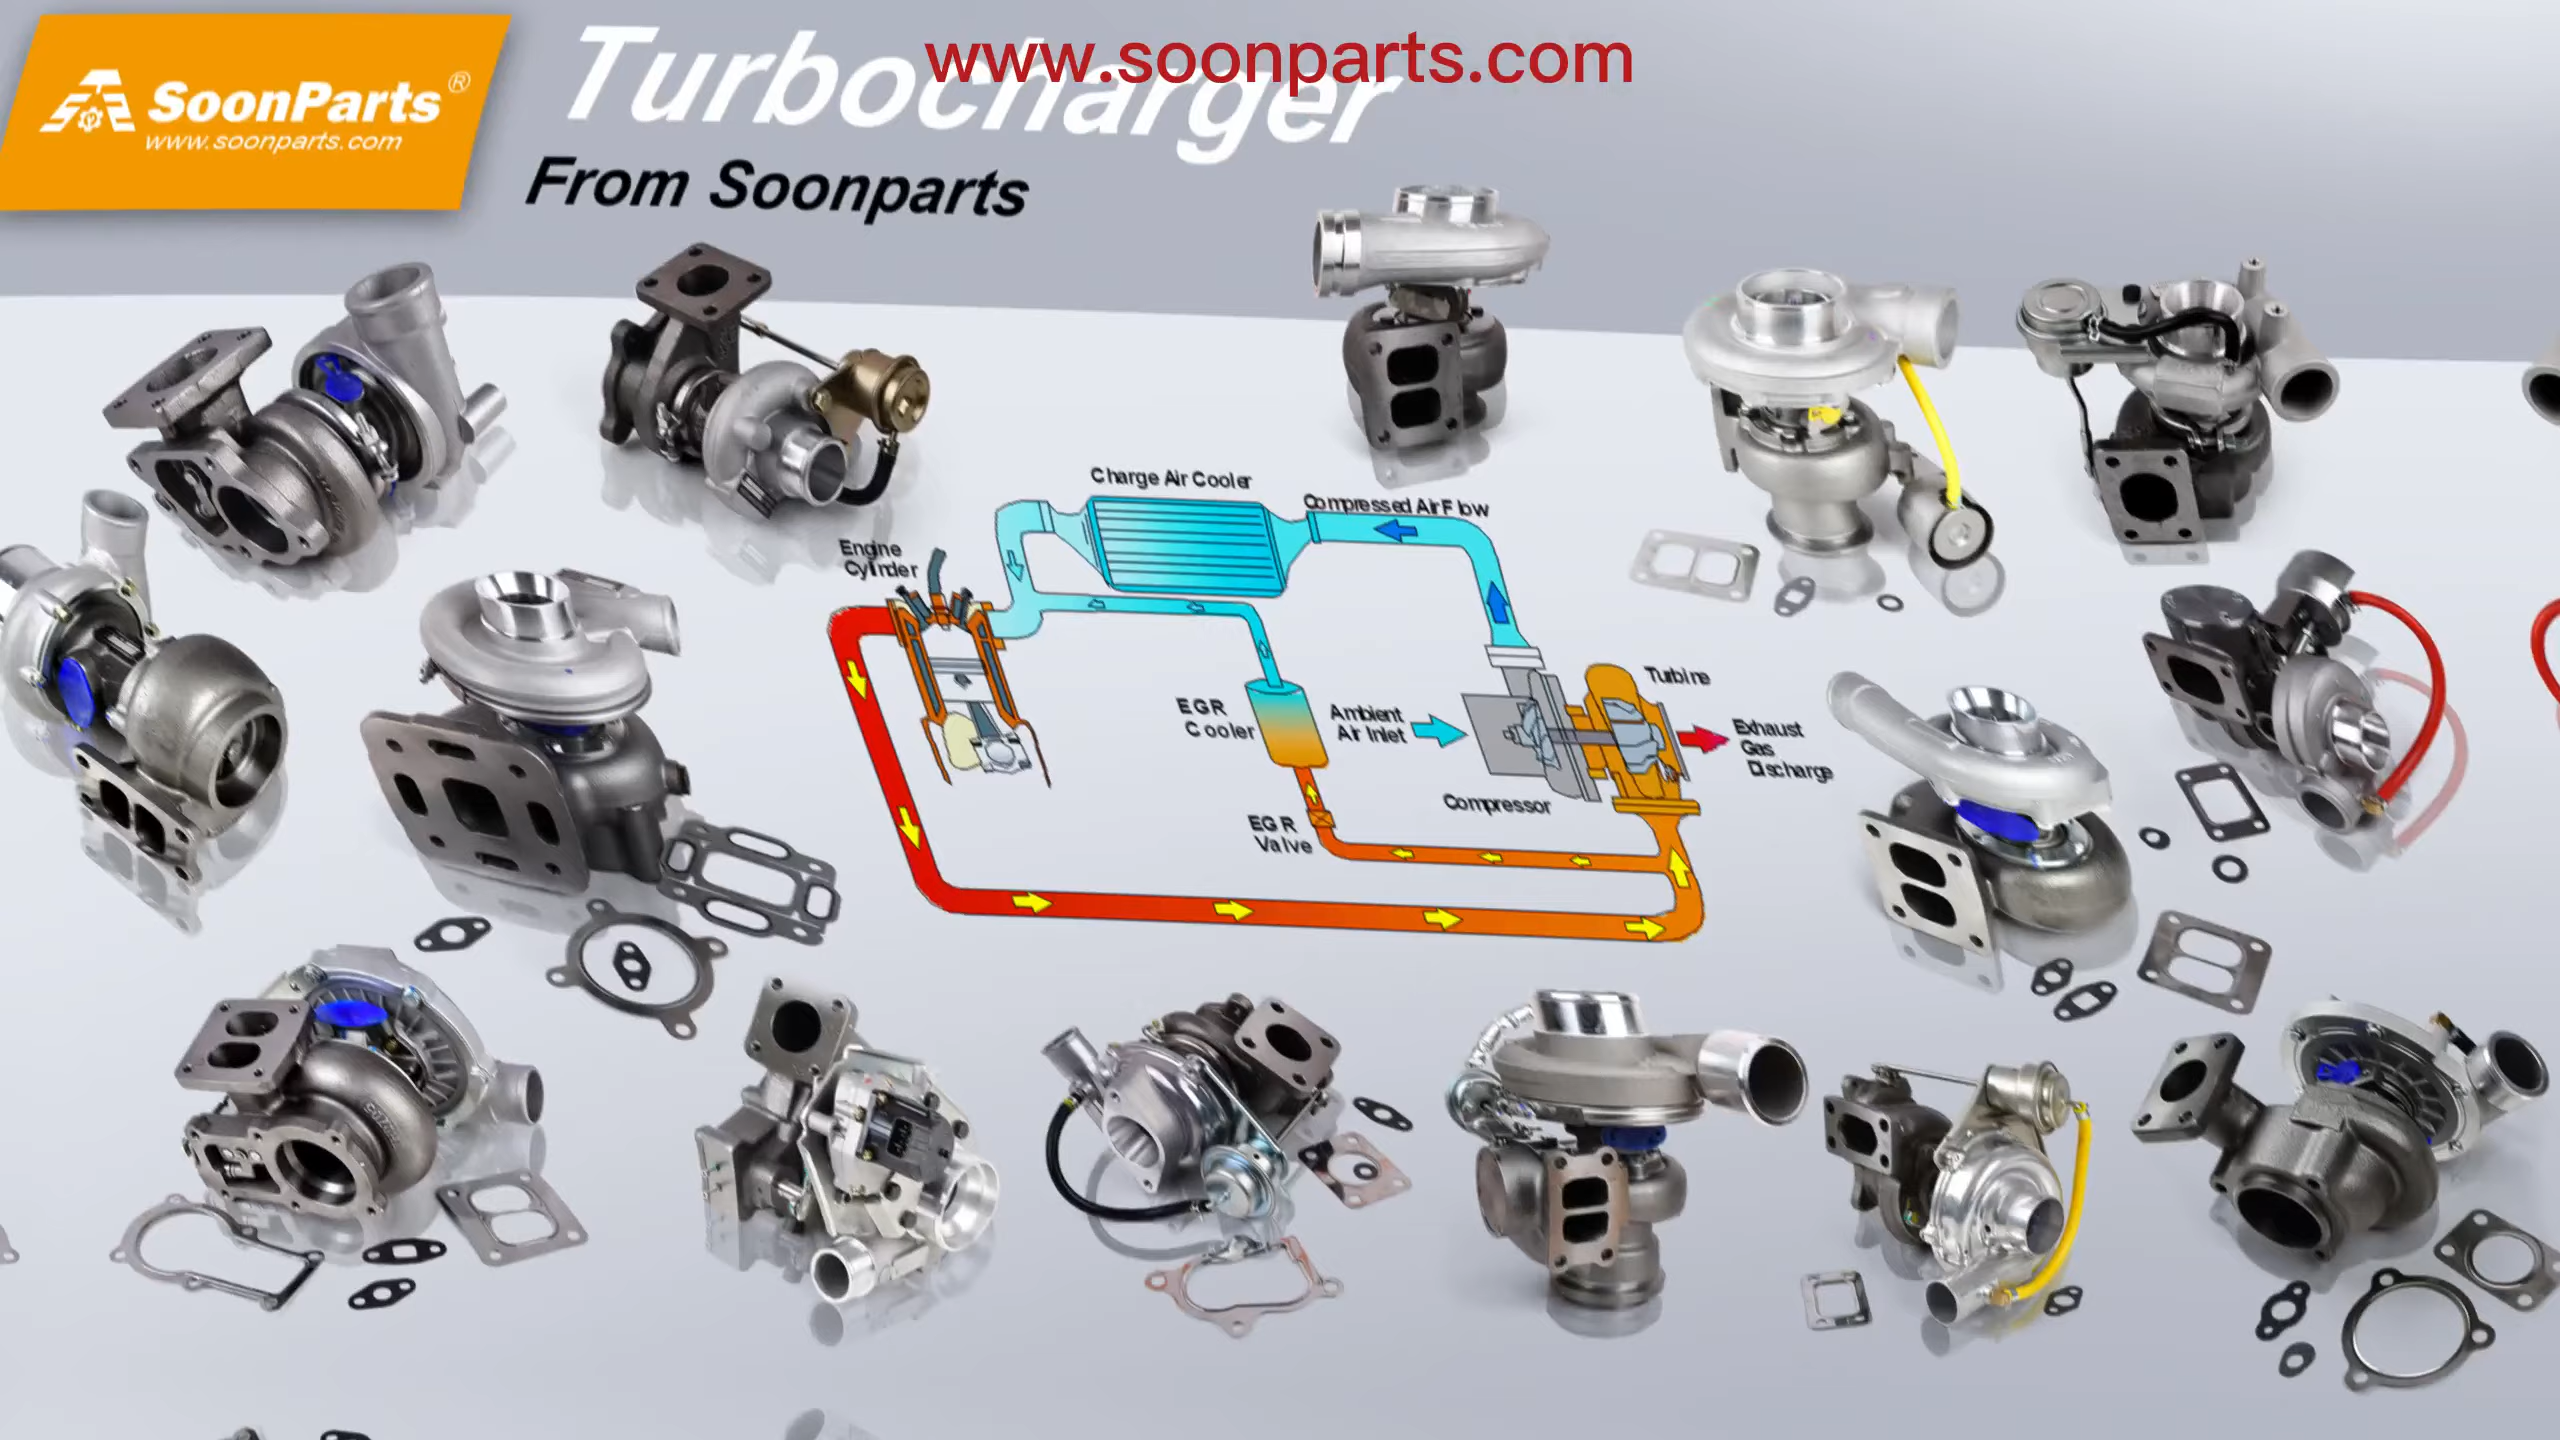 www.soonparts.com
SoonParts®
www.soonparts.com
Turbocharger
From Soonparts
Charge Air Cooler
Compressed Air Flow
Engine
Cylinder
Turbine
EGR
Cooler
Ambient
Air Inlet
Exhaust
Gas
Discharge
Compressor
EGR
Valve